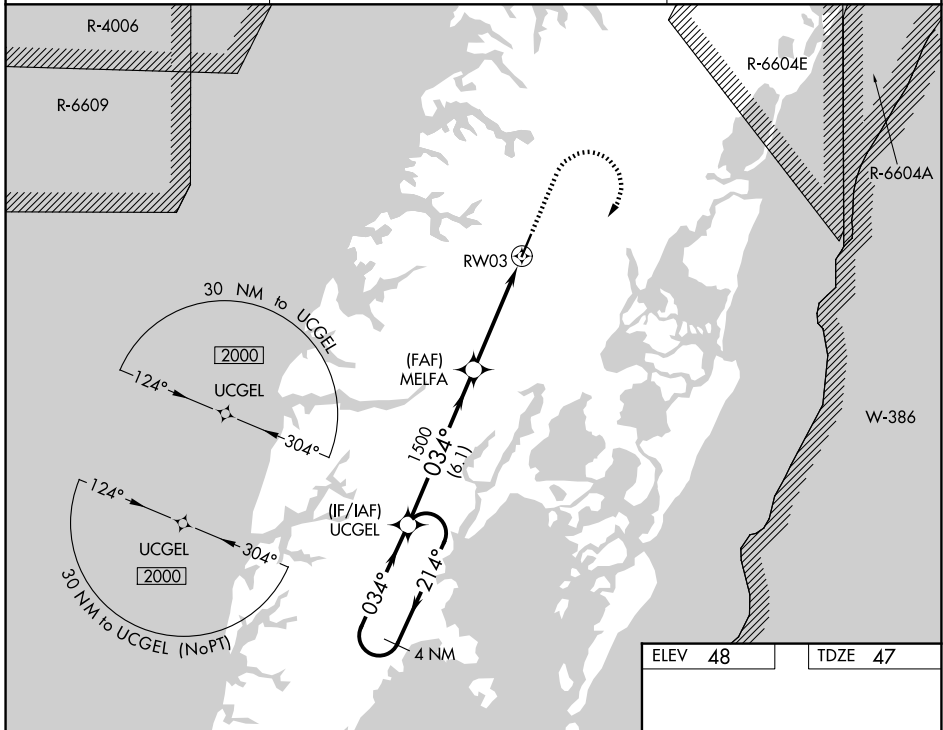 R-4006
R-6604E
R-6609
R-6604A
RW03
30 NM to UCGEL
2000
(FAF)
MELFA
124°
UCGEL
304°
1500
034°
(6.1)
W-386
124°
(IF/IAF)
UCGEL
UCGEL
304°
2000
034°
214°
30 NM to UCGEL (NoPT)
4 NM
ELEV 48
TDZE 47